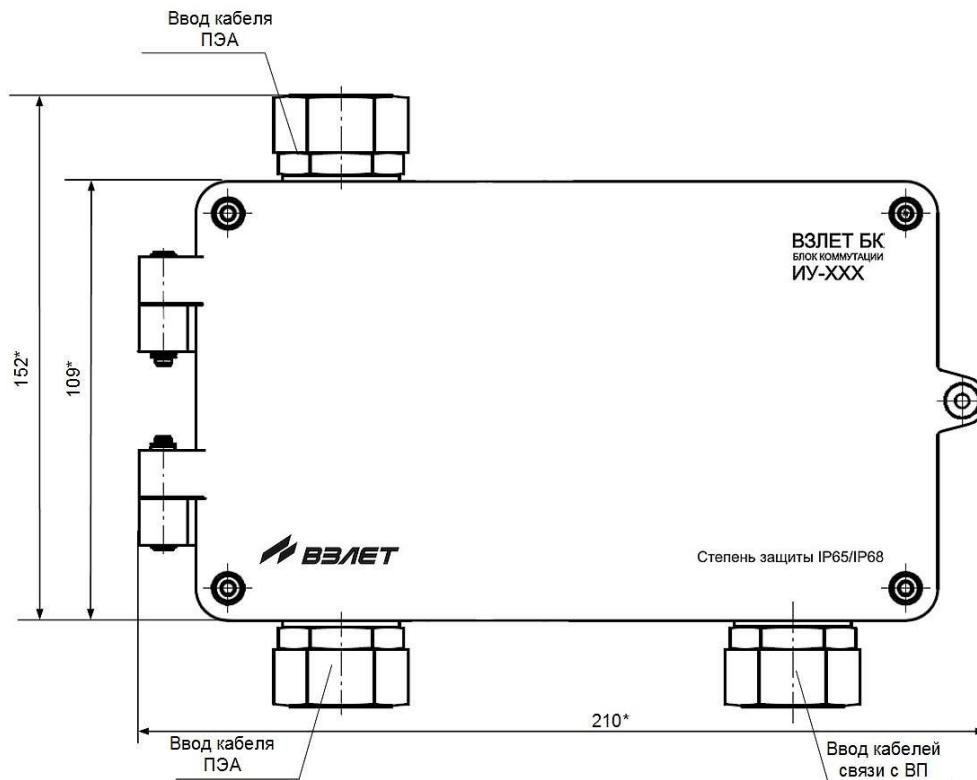 Ввод кабеля
ПЭА
152*
109*
ВЗЛЕТ БК
БЛОК КОММУТАЦИИ
ИУ-ХХХ
ВЗЛЕТ
Степень защиты IP65/IP68
210*
Ввод кабеля
ПЭА
Ввод кабелей
связи с ВП